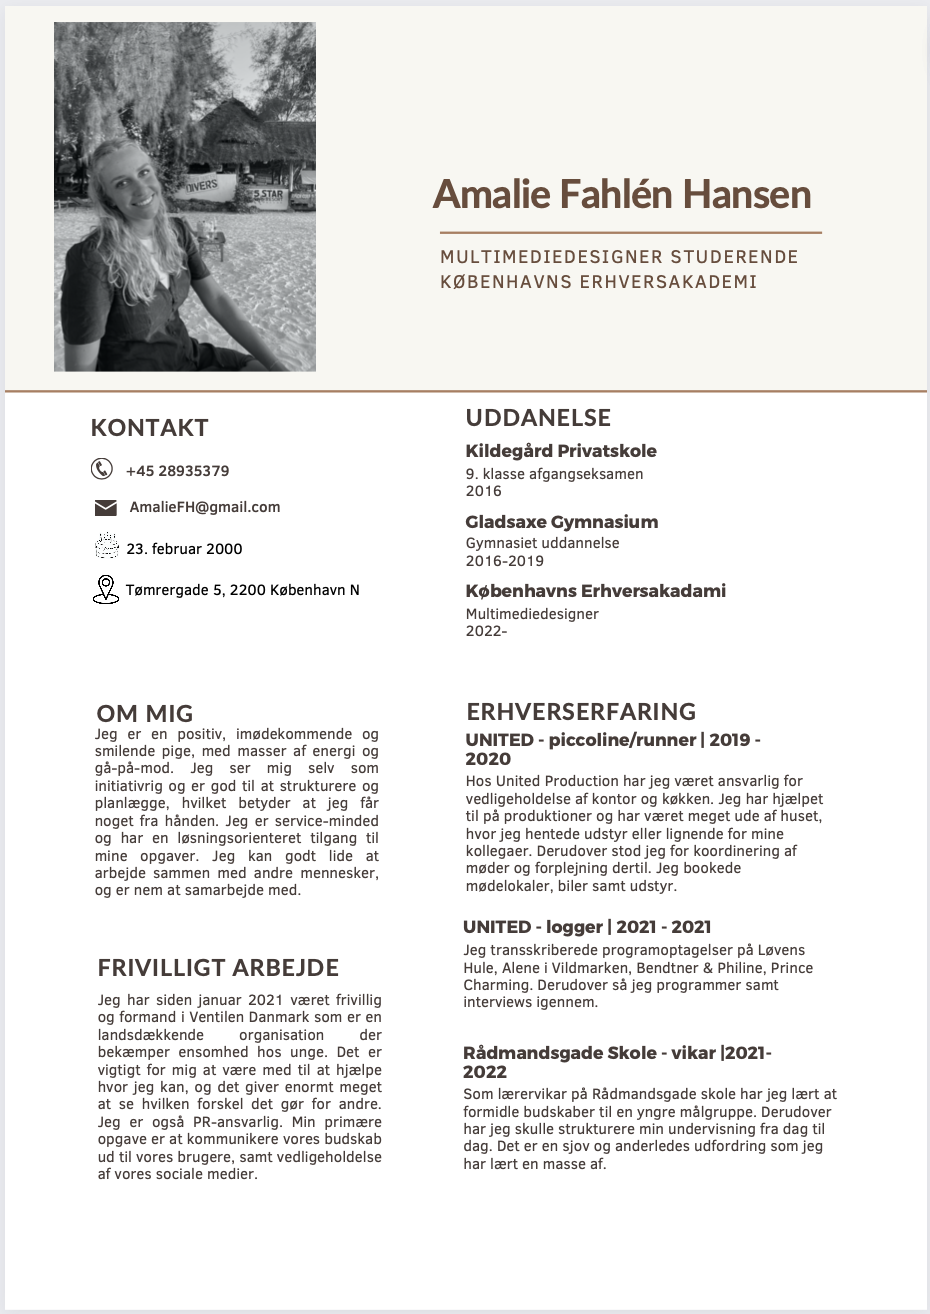 DIVERS
5 STAR
Amalie Fahlén Hansen
MULTIMEDIEDESIGNER STUDERENDE
KØBENHAVNS ERHVERSAKADEMI
KONTAKT
+45 28935379
AmalieFH@gmail.com
23. februar 2000
Tømrergade 5, 2200 København N
UDDANELSE
Kildegård Privatskole
9. klasse afgangseksamen
2016
Gladsaxe Gymnasium
Gymnasiet uddannelse
2016-2019
Københavns Erhversakadami
Multimediedesigner
2022-
OM MIG
Jeg er en positiv, imødekommende og
smilende pige, med masser af energi og
gå-på-mod. Jeg ser mig selv som
initiativrig og er god til at strukturere og
planlægge, hvilket betyder at jeg får
noget fra hånden. Jeg er service-minded
og har en løsningsorienteret tilgang til
mine opgaver. Jeg kan godt lide at
arbejde sammen med andre mennesker,
og er nem at samarbejde med.
FRIVILLIGT ARBEJDE
Jeg har siden januar 2021 været frivillig
og formand i Ventilen Danmark som er en
landsdækkende organisation der
bekæmper ensomhed hos unge. Det er
vigtigt for mig at være med til at hjælpe
hvor jeg kan, og det giver enormt meget
at se hvilken forskel det gør for andre.
Jeg er også PR-ansvarlig. Min primære
opgave er at kommunikere vores budskab
ud til vores brugere, samt vedligeholdelse
af vores sociale medier.
ERHVERSERFARING
UNITED - piccoline/runner | 2019 -
2020
Hos United Production har jeg været ansvarlig for
vedligeholdelse af kontor og køkken. Jeg har hjælpet
til på produktioner og har været meget ude af huset,
hvor jeg hentede udstyr eller lignende for mine
kollegaer. Derudover stod jeg for koordinering af
møder og forplejning dertil. Jeg bookede
mødelokaler, biler samt udstyr.
UNITED - logger | 2021 - 2021
Jeg transskriberede programoptagelser på Løvens
Hule, Alene i Vildmarken, Bendtner & Philine, Prince
Charming. Derudover så jeg programmer samt
interviews igennem.
Rådmandsgade Skole - vikar |2021-
2022
Som lærervikar på Rådmandsgade skole har jeg lært at
formidle budskaber til en yngre målgruppe. Derudover
har jeg skulle strukturere min undervisning fra dag til
dag. Det er en sjov og anderledes udfordring som jeg
har lært en masse af.